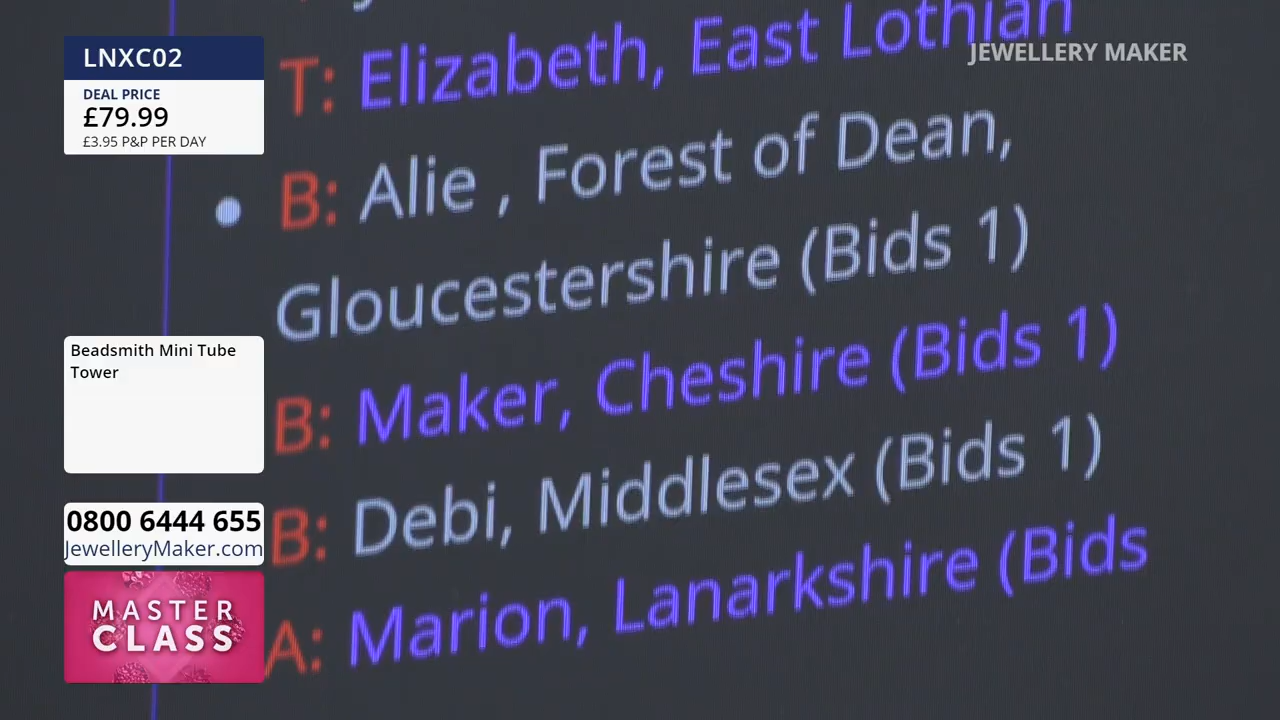 LNXC02
DEAL PRICE
£79.99
£3.95 P&P PER DAY
JEWELLERY MAKER
T: Elizabeth, East Lothian
B: Alie , Forest of Dean,
Gloucestershire (Bids 1)
B: Maker, Cheshire (Bids 1)
B: Debi, Middlesex (Bids 1)
A: Marion, Lanarkshire (Bids
Beadsmith Mini Tube
Tower
0800 6444 655
JewelleryMaker.com
MASTER
CLASS